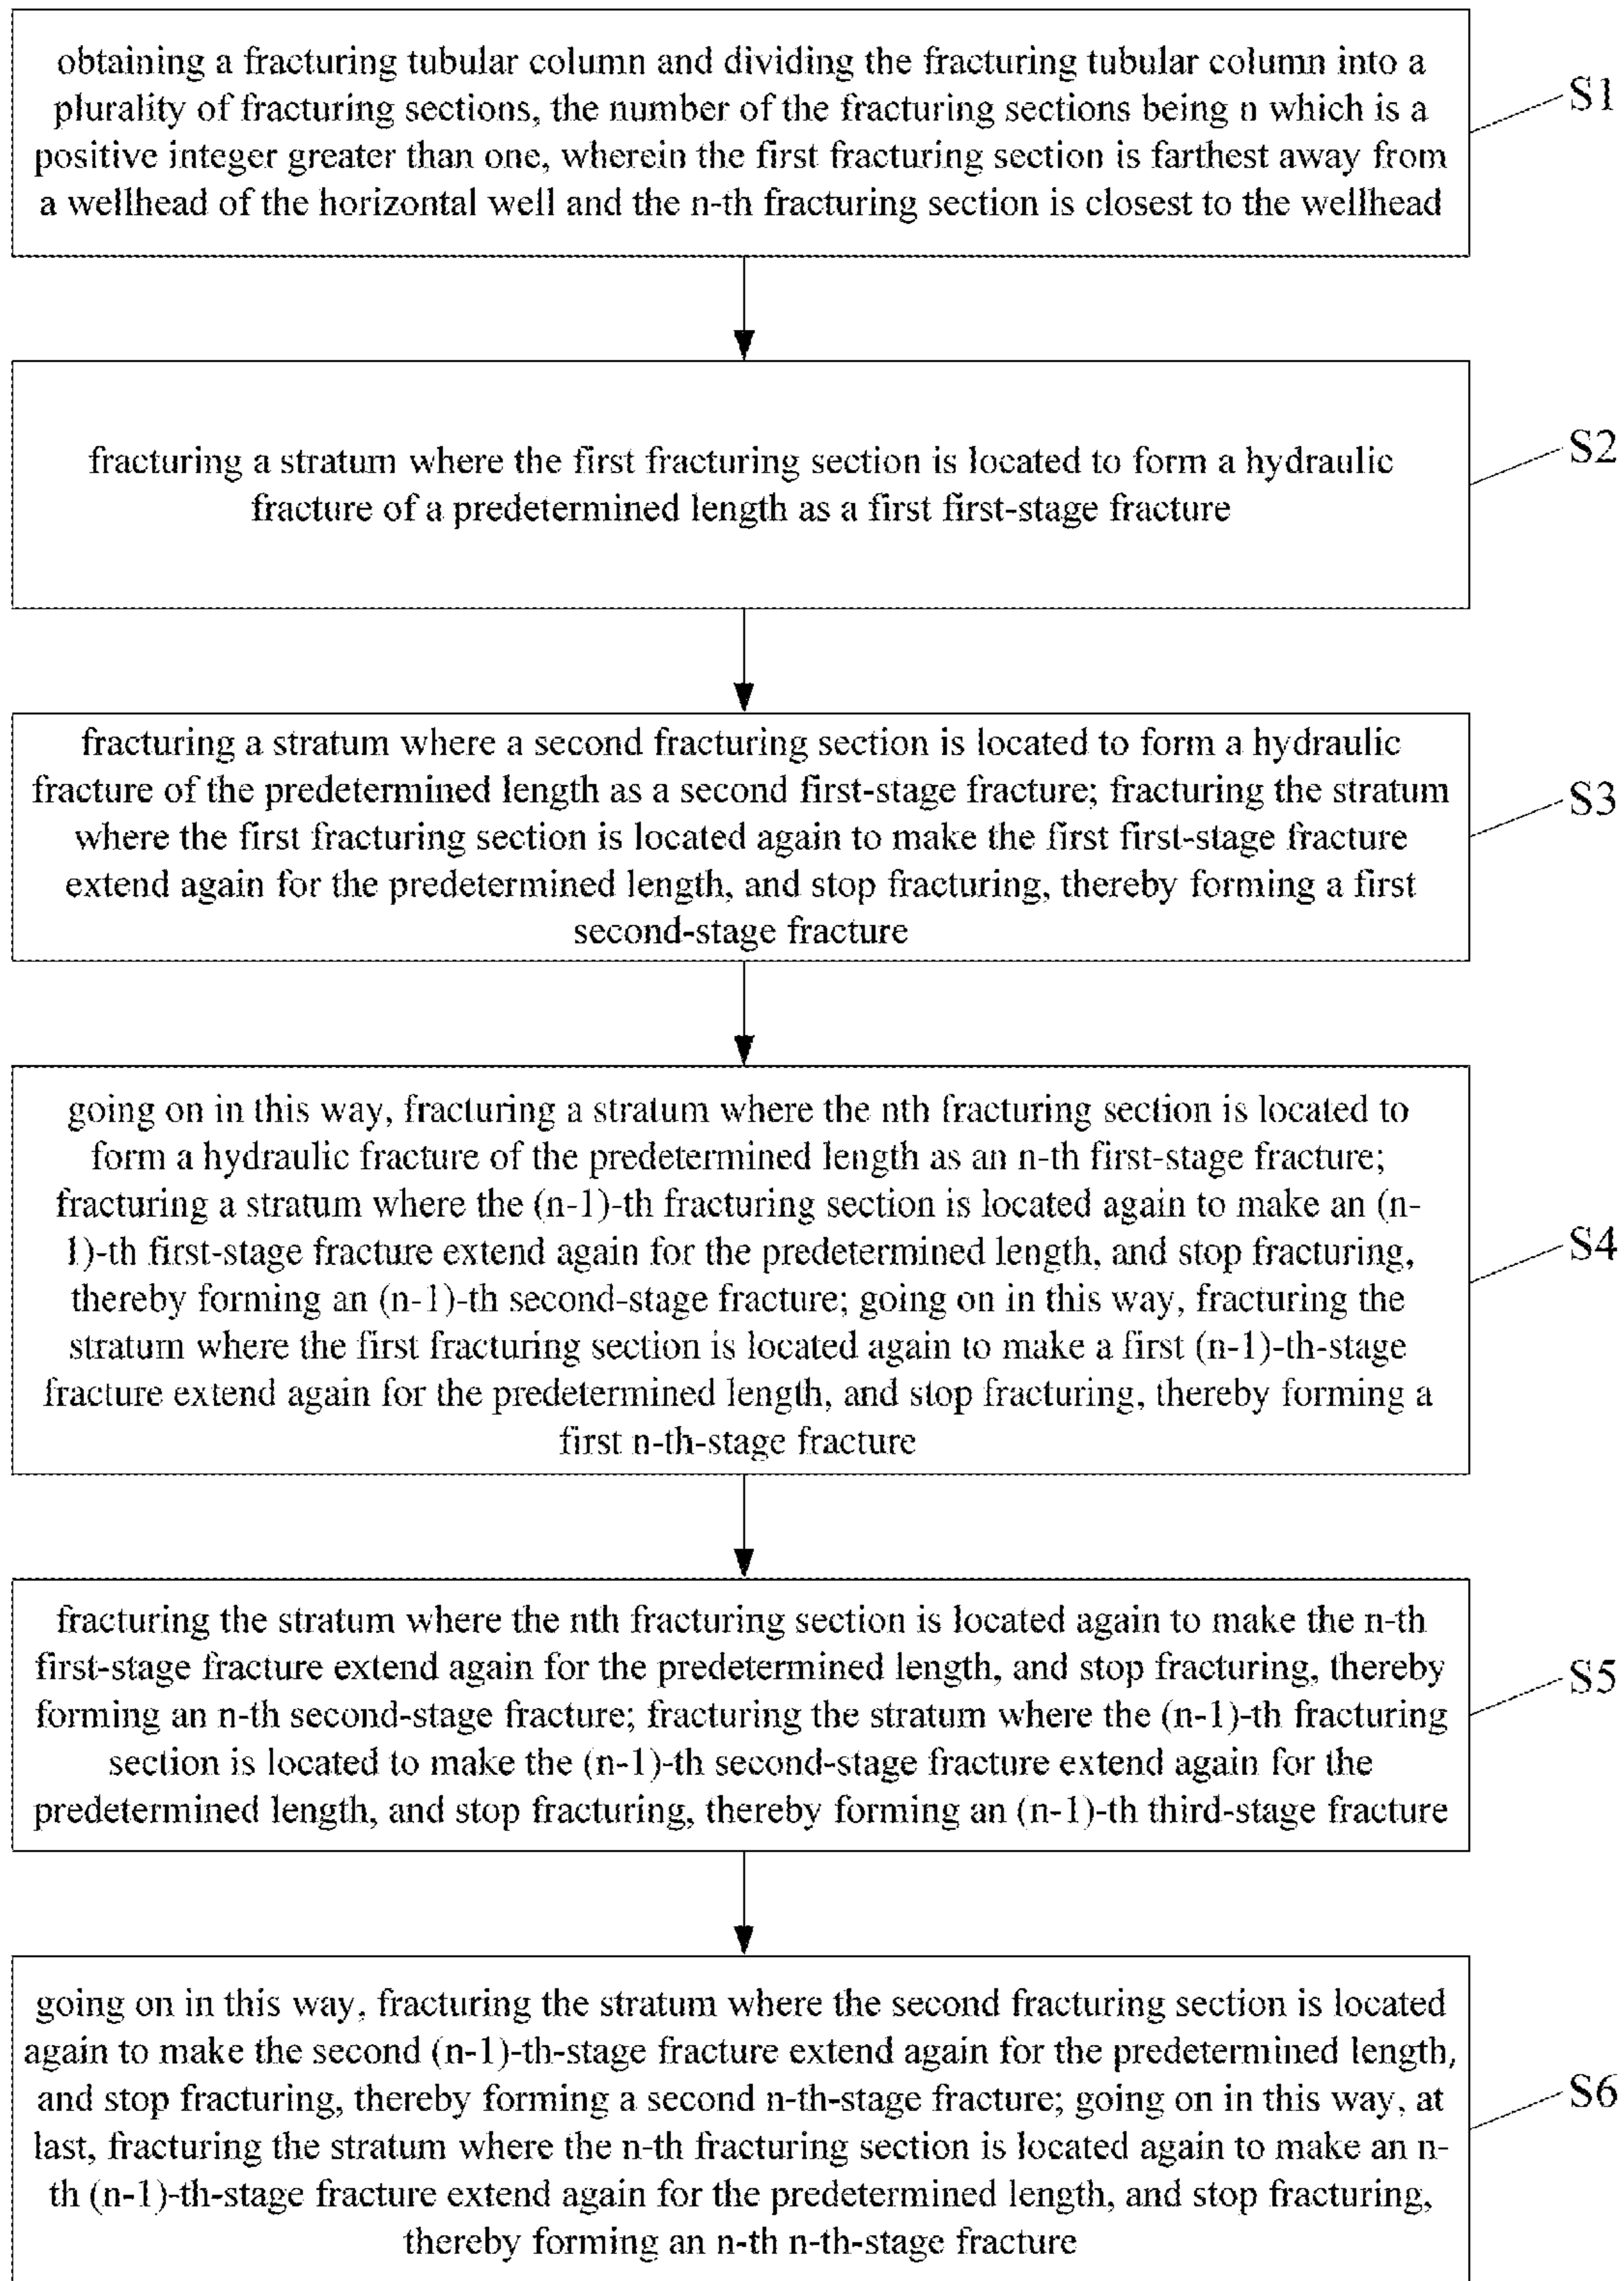 obtaining a fracturing tubular column and dividing the fracturing tubular column into a
plurality of fracturing sections, the number of the fracturing sections being n which is a
positive integer greater than one, wherein the first fracturing section is farthest away from
a wellhead of the horizontal well and the n-th fracturing section is closest to the wellhead
S1
fracturing a stratum where the first fracturing section is located to form a hydraulic
fracture of a predetermined length as a first first-stage fracture
S2
fracturing a stratum where a second fracturing section is located to form a hydraulic
fracture of the predetermined length as a second first-stage fracture; fracturing the stratum
where the first fracturing section is located again to make the first first-stage fracture
extend again for the predetermined length, and stop fracturing, thereby forming a first
second-stage fracture
S3
going on in this way, fracturing a stratum where the nth fracturing section is located to
form a hydraulic fracture of the predetermined length as an n-th first-stage fracture;
fracturing a stratum where the (n-1)-th fracturing section is located again to make an (n-
1)-th first-stage fracture extend again for the predetermined length, and stop fracturing,
thereby forming an (n-1)-th second-stage fracture; going on in this way, fracturing the
stratum where the first fracturing section is located again to make a first (n-1)-th-stage
fracture extend again for the predetermined length, and stop fracturing, thereby forming a
first n-th-stage fracture
S4
fracturing the stratum where the nth fracturing section is located again to make the n-th
first-stage fracture extend again for the predetermined length, and stop fracturing, thereby
forming an n-th second-stage fracture; fracturing the stratum where the (n-1)-th fracturing
section is located to make the (n-1)-th second-stage fracture extend again for the
predetermined length, and stop fracturing, thereby forming an (n-1)-th third-stage fracture
S5
going on in this way, fracturing the stratum where the second fracturing section is located
again to make the second (n-1)-th-stage fracture extend again for the predetermined length,
and stop fracturing, thereby forming a second n-th-stage fracture; going on in this way, at
last, fracturing the stratum where the n-th fracturing section is located again to make an n-
th (n-1)-th-stage fracture extend again for the predetermined length, and stop fracturing,
thereby forming an n-th n-th-stage fracture
S6